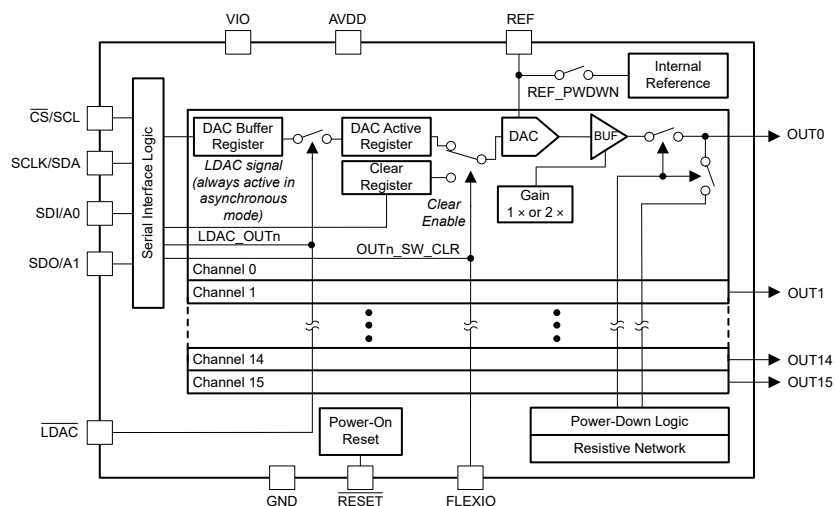 VIO
AVDD
REF
Internal
Reference
REF_PWDWN
CS/SCL
SCLK/SDA
SDI/A0
SDO/A1
LDAC
Serial Interface Logic
DAC Buffer
Register
DAC Active
Register
DAC
BUF
OUT0
LDAC signal
(always active in
asynchronous
mode)
Clear
Register
Clear
Enable
Gain
1 × or 2 ×
LDAC_OUTn
OUTn_SW_CLR
Channel 0
Channel 1
OUT1
Channel 14
OUT14
Channel 15
OUT15
Power-On
Reset
Power-Down Logic
Resistive Network
GND
RESET
FLEXIO